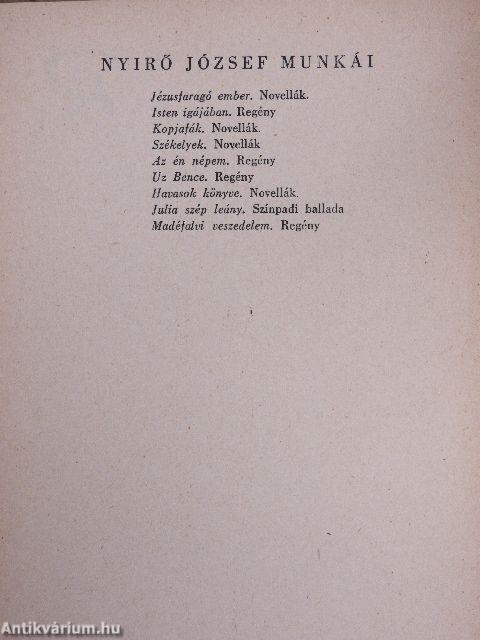 NYIRŐ JÓZSEF MUNKÁI
Jézusfaragó ember. Novellák.
Isten igájában. Regény
Kopjafák. Novellák.
Székelyek. Novellák
Az én népem. Regény
Uz Bence. Regény
Havasok könyve. Novellák.
Julia szép leány. Színpadi ballada
Madéfalvi veszedelem. Regény
Antikvárium.hu